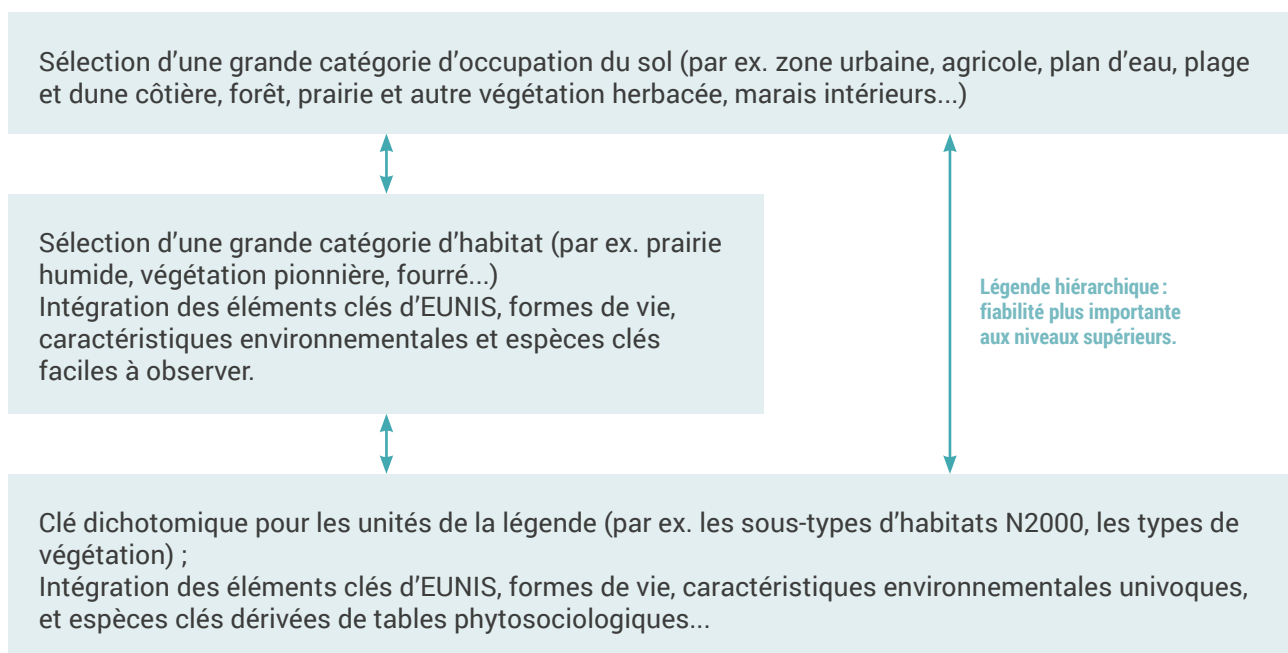 Sélection d’une grande catégorie d’occupation du sol (par ex. zone urbaine, agricole, plan d’eau, plage
et dune côtière, forêt, prairie et autre végétation herbacée, marais intérieurs...)
Sélection d’une grande catégorie d’habitat (par ex. prairie
humide, végétation pionnière, fourré...)
Intégration des éléments clés d’EUNIS, formes de vie,
caractéristiques environnementales et espèces clés
faciles à observer.
Légende hiérarchique :
fiabilité plus importante
aux niveaux supérieurs.
Clé dichotomique pour les unités de la légende (par ex. les sous-types d’habitats N2000, les types de
végétation) ;
Intégration des éléments clés d’EUNIS, formes de vie, caractéristiques environnementales univoques,
et espèces clés dérivées de tables phytosociologiques...